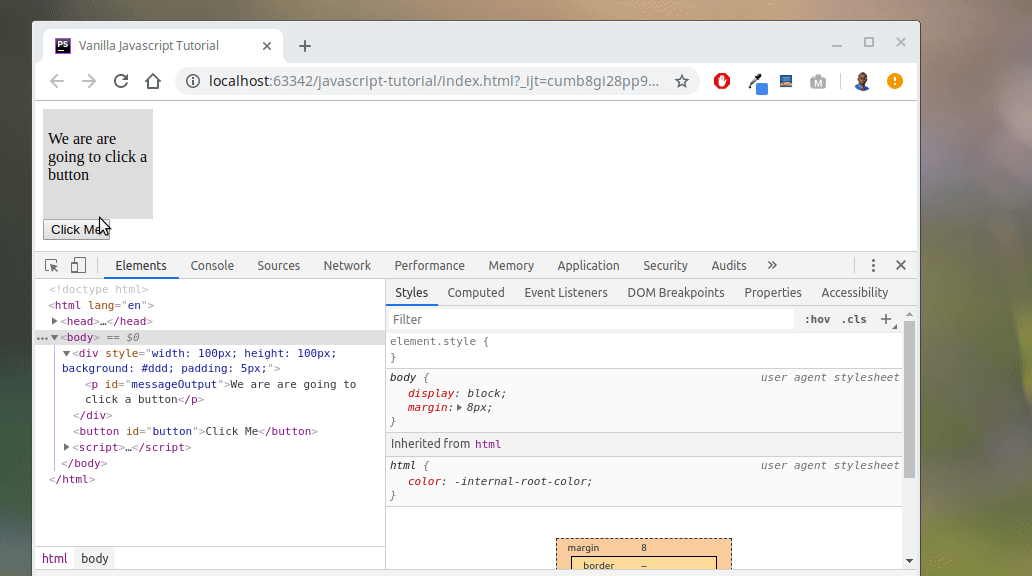 PS Vanilla Javascript Tutorial
localhost:63342/javascript-tutorial/index.html?_ijt=cumb8gi28pp9...
M
We are are
going to click a
button
Click Me
Elements Console Sources Network Performance Memory Application Security Audits »
<!doctype html>
<html lang="en">
<head>…</head>
<body> == $0
<div style="width: 100px; height: 100px;
background: #ddd; padding: 5px;">
<p id="messageOutput">We are are going to
click a button</p>
</div>
<button id="button">Click Me</button>
<script>…</script>
</body>
</html>
html body
Styles Computed Event Listeners DOM Breakpoints Properties Accessibility
Filter :hov .cls +
element.style {
}
body { user agent stylesheet
display: block;
margin: 8px;
}
Inherited from html
html { user agent stylesheet
color: -internal-root-color;
}
margin 8
border –